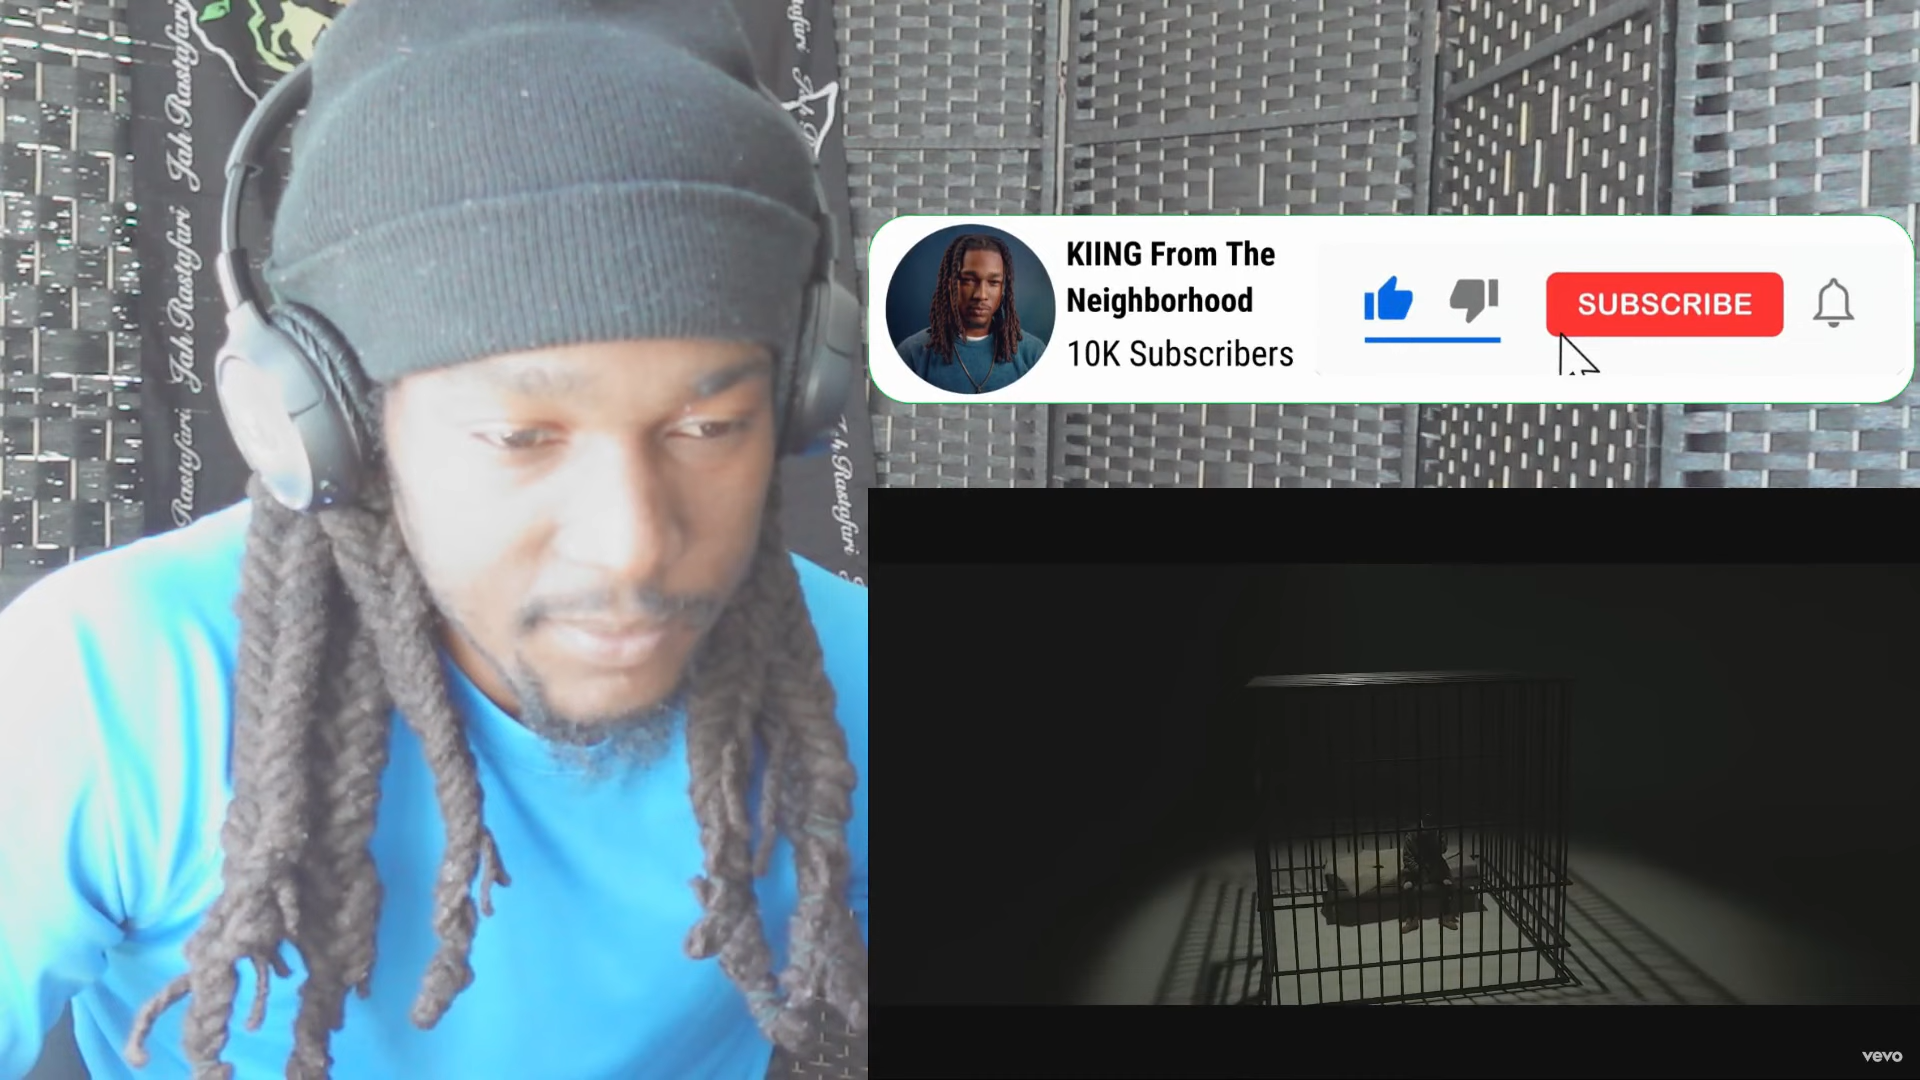 Jah Rastafari
Jah Rastafari
Jah Rastafari
Rastafari
KIING From The
Neighborhood
10K Subscribers
SUBSCRIBE
vevo